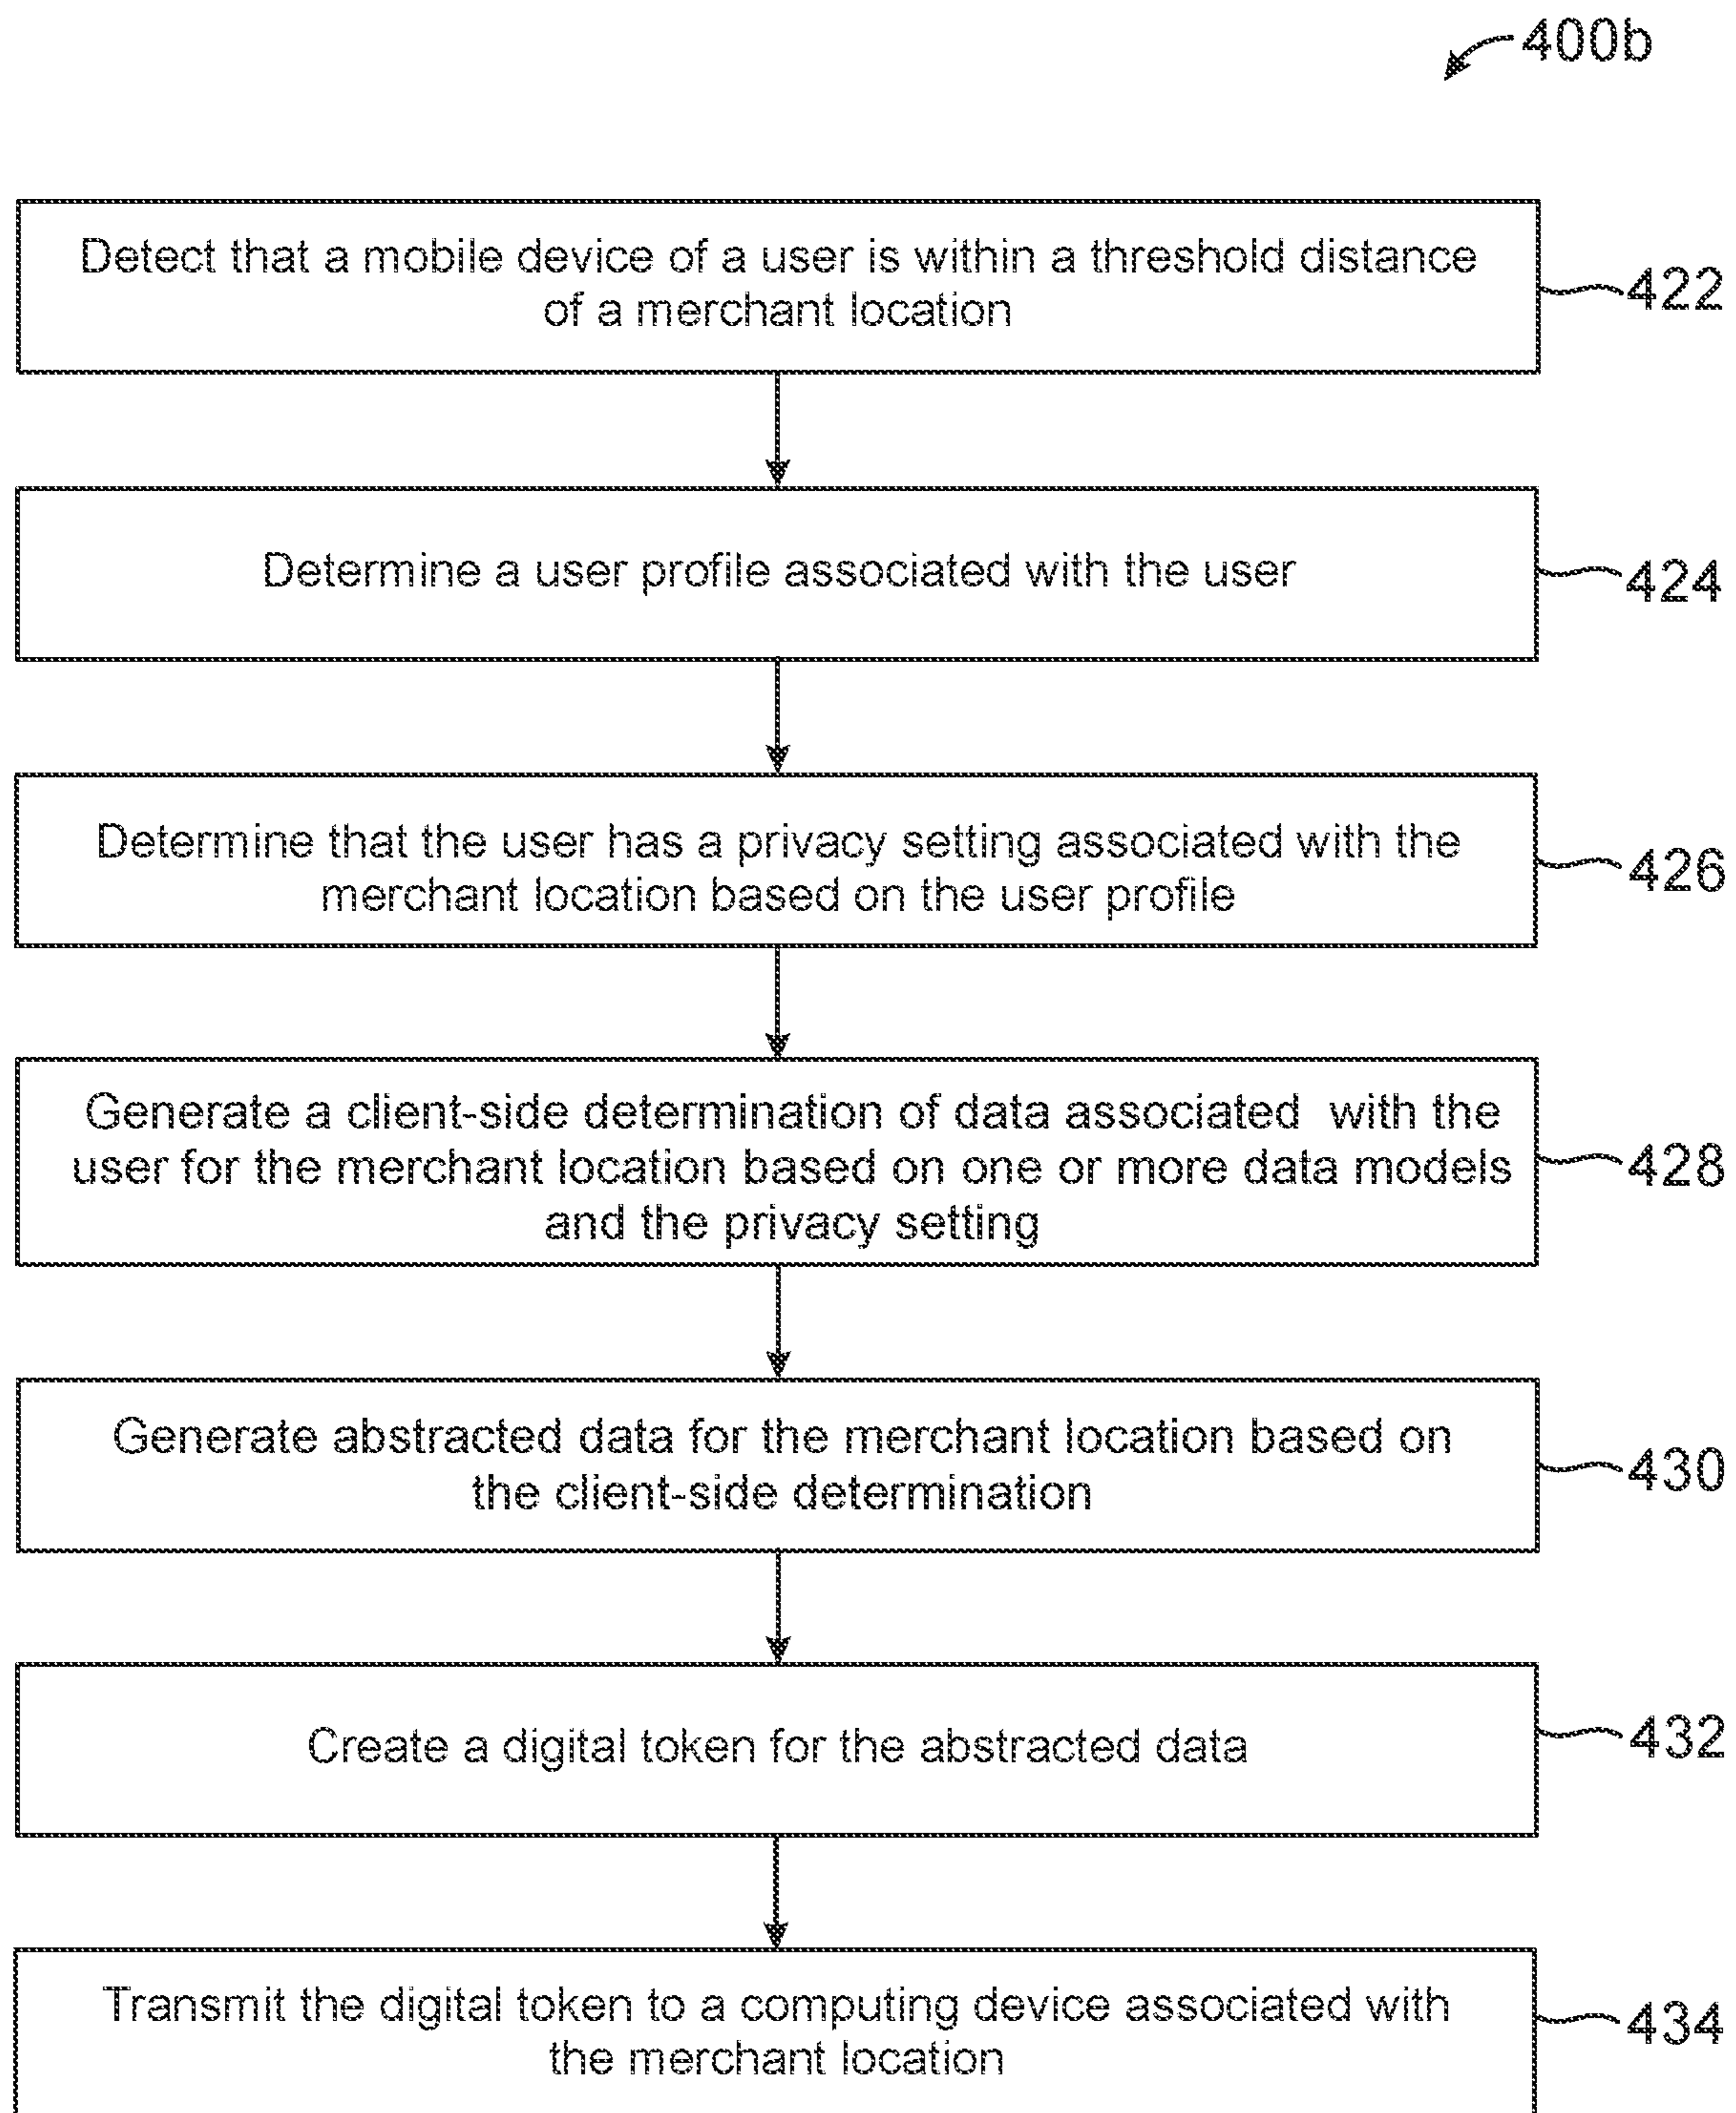 400b
Detect that a mobile device of a user is within a threshold distance
of a merchant location
422
Determine a user profile associated with the user
424
Determine that the user has a privacy setting associated with the
merchant location based on the user profile
426
Generate a client-side determination of data associated with the
user for the merchant location based on one or more data models
and the privacy setting
428
Generate abstracted data for the merchant location based on
the client-side determination
430
Create a digital token for the abstracted data
432
Transmit the digital token to a computing device associated with
the merchant location
434